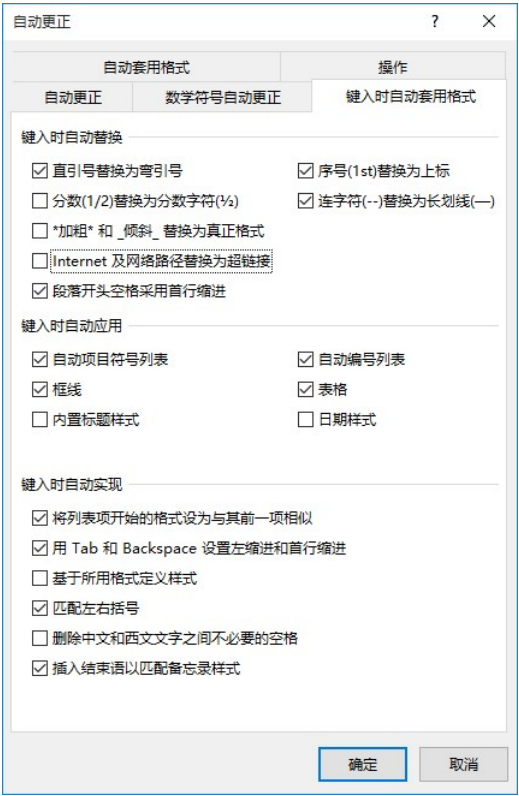 自动更正
?
自动套用格式 操作
自动更正 数学符号自动更正 键入时自动套用格式
键入时自动替换
直引号替换为弯引号 序号(1st)替换为上标
分数(1/2)替换为分数字符(½) 连字符(--)替换为长划线(—)
*加粗* 和 _倾斜_ 替换为真正格式
Internet 及网络路径替换为超链接
段落开头空格采用首行缩进
键入时自动应用
自动项目符号列表 自动编号列表
框线 表格
内置标题样式 日期样式
键入时自动实现
将列表项开始的格式设为与其前一项相似
用 Tab 和 Backspace 设置左缩进和首行缩进
基于所用格式定义样式
匹配左右括号
删除中文和西文文字之间不必要的空格
插入结束语以匹配备忘录样式
确定 取消